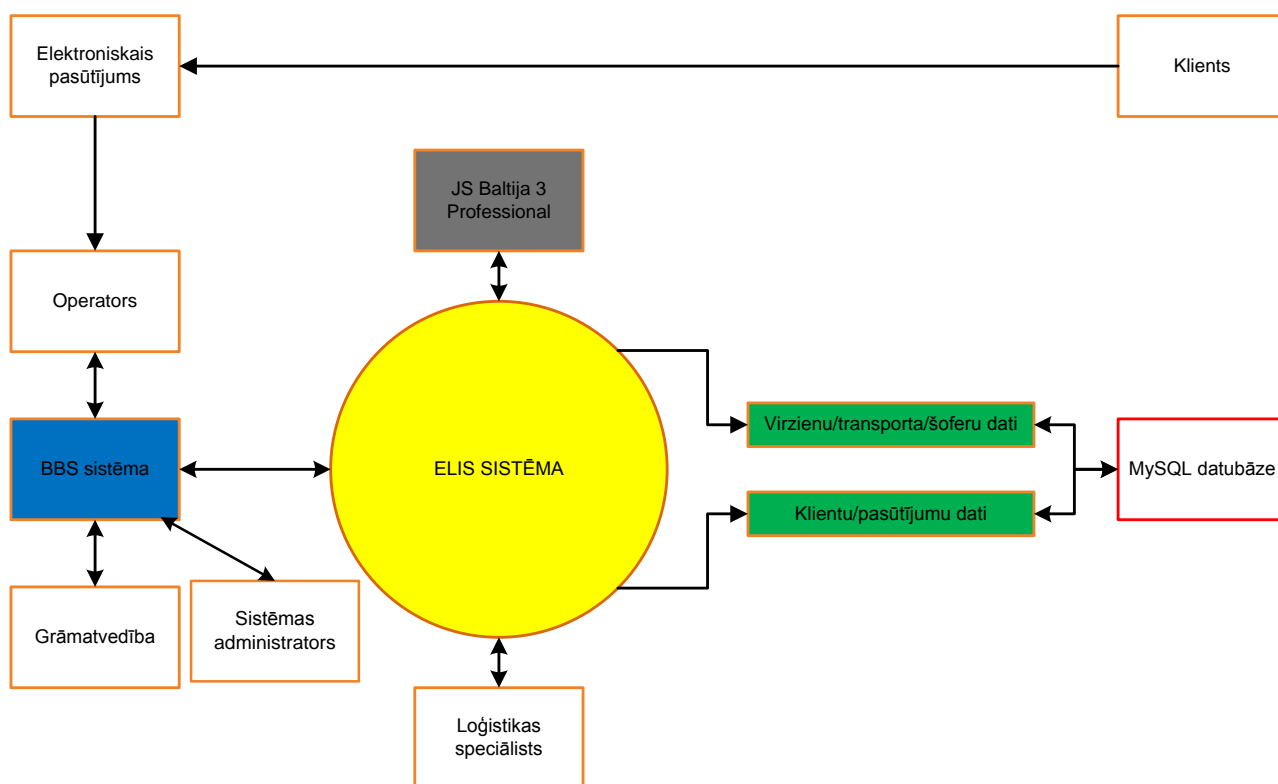 Elektroniskais
pasūtījums
Klients
JS Baltija 3
Professional
Operators
Virzienu/transporta/šoferu dati
BBS sistēma
ELIS SISTĒMA
MySQL datubāze
Klientu/pasūtījumu dati
Grāmatvedība
Sistēmas
administrators
Loģistikas
speciālists